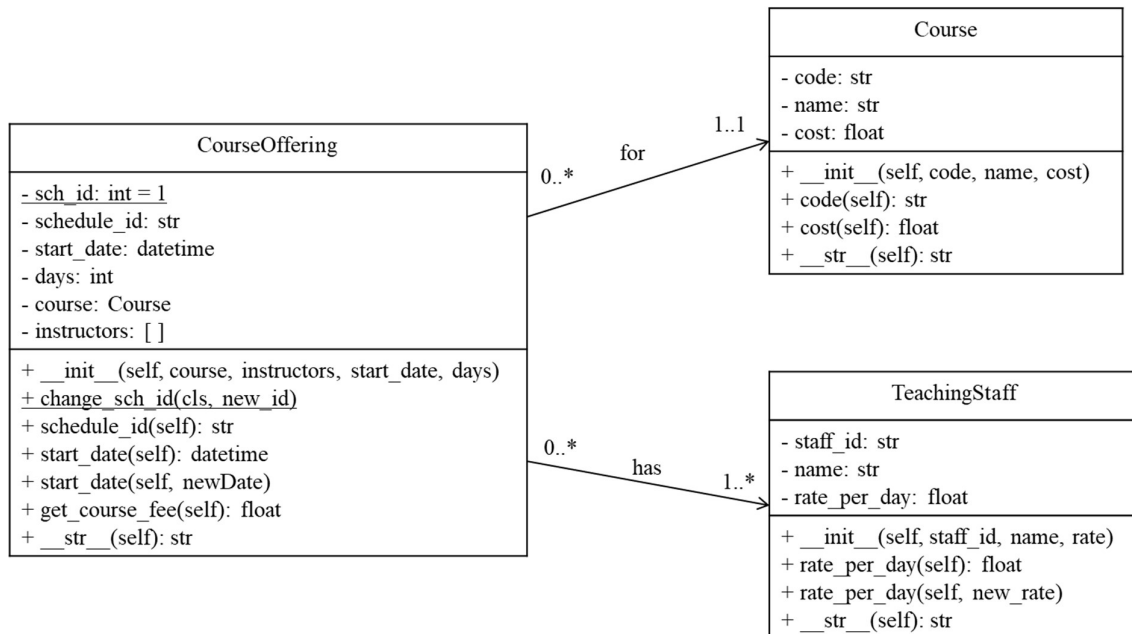 CourseOffering
- sch_id: int = 1
- schedule_id: str
- start_date: datetime
- days: int
- course: Course
- instructors: [ ]
+ __init__(self, course, instructors, start_date, days)
+ change_sch_id(cls, new_id)
+ schedule_id(self): str
+ start_date(self): datetime
+ start_date(self, newDate)
+ get_course_fee(self): float
+ __str__(self): str
0..*
for
1..1
Course
- code: str
- name: str
- cost: float
+ __init__(self, code, name, cost)
+ code(self): str
+ cost(self): float
+ __str__(self): str
0..*
has
1..*
TeachingStaff
- staff_id: str
- name: str
- rate_per_day: float
+ __init__(self, staff_id, name, rate)
+ rate_per_day(self): float
+ rate_per_day(self, new_rate)
+ __str__(self): str